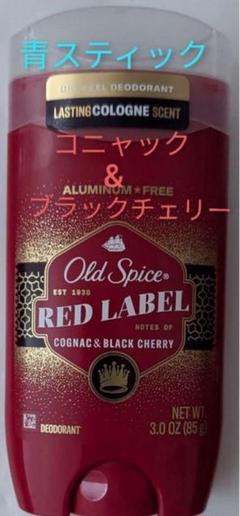 青スティック
DEODORANT
LASTING COLOGNE SCENT
コニャック
&
ブラックチェリー
ALUMINUM★FREE
Old Spice®
EST 1938
RED LABEL
NOTES OF
COGNAC & BLACK CHERRY
DEODORANT
NET WT.
3.0 OZ (85 g)